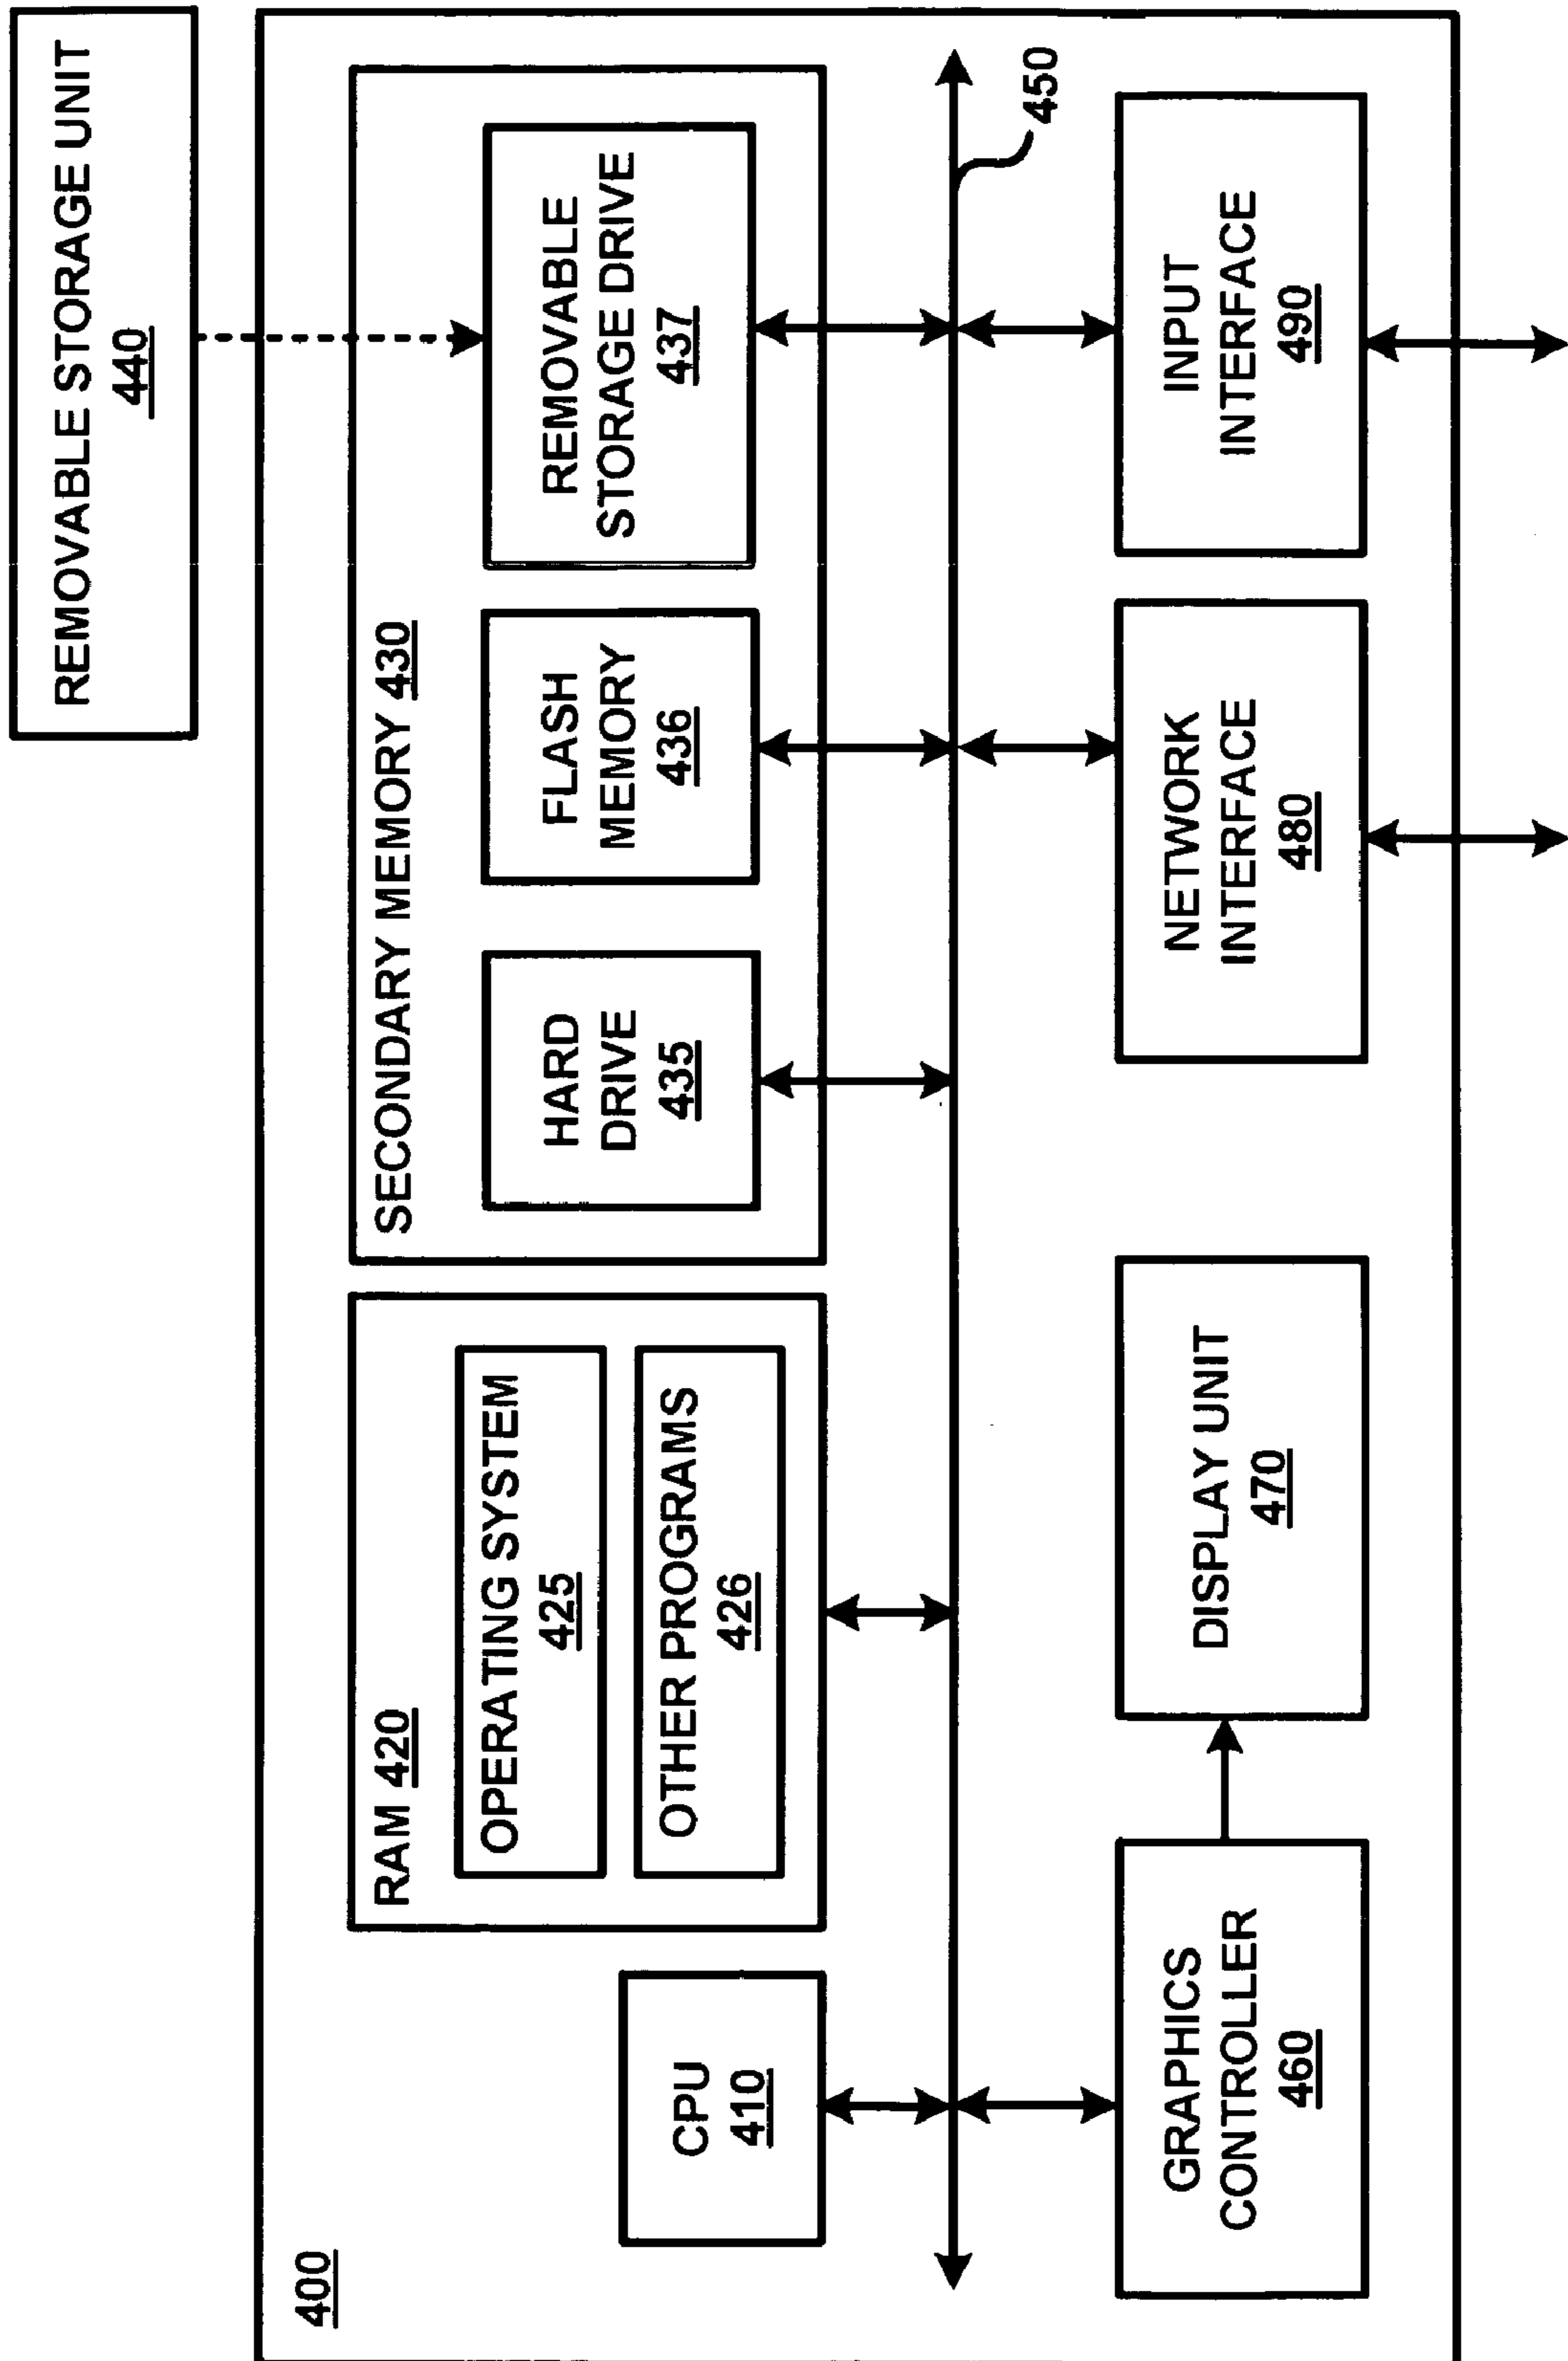 REMOVABLE STORAGE UNIT
440
400
CPU
410
RAM 420
OPERATING SYSTEM
425
OTHER PROGRAMS
426
SECONDARY MEMORY 430
HARD
DRIVE
435
FLASH
MEMORY
436
REMOVABLE
STORAGE DRIVE
437
450
GRAPHICS
CONTROLLER
460
DISPLAY UNIT
470
NETWORK
INTERFACE
480
INPUT
INTERFACE
490